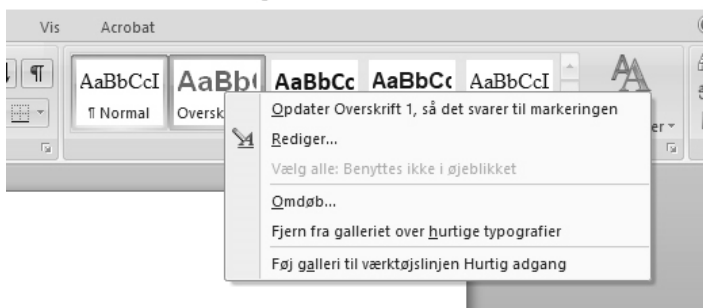 Vis Acrobat
AaBbCcI AaBb( AaBbCc AaBbCc AaBbCcI
¶ Normal Oversk
Opdater Overskrift 1, så det svarer til markeringen
Rediger...
Vælg alle: Benyttes ikke i øjeblikket
Omdøb...
Fjern fra galleriet over hurtige typografier
Føj galleri til værktøjslinjen Hurtig adgang